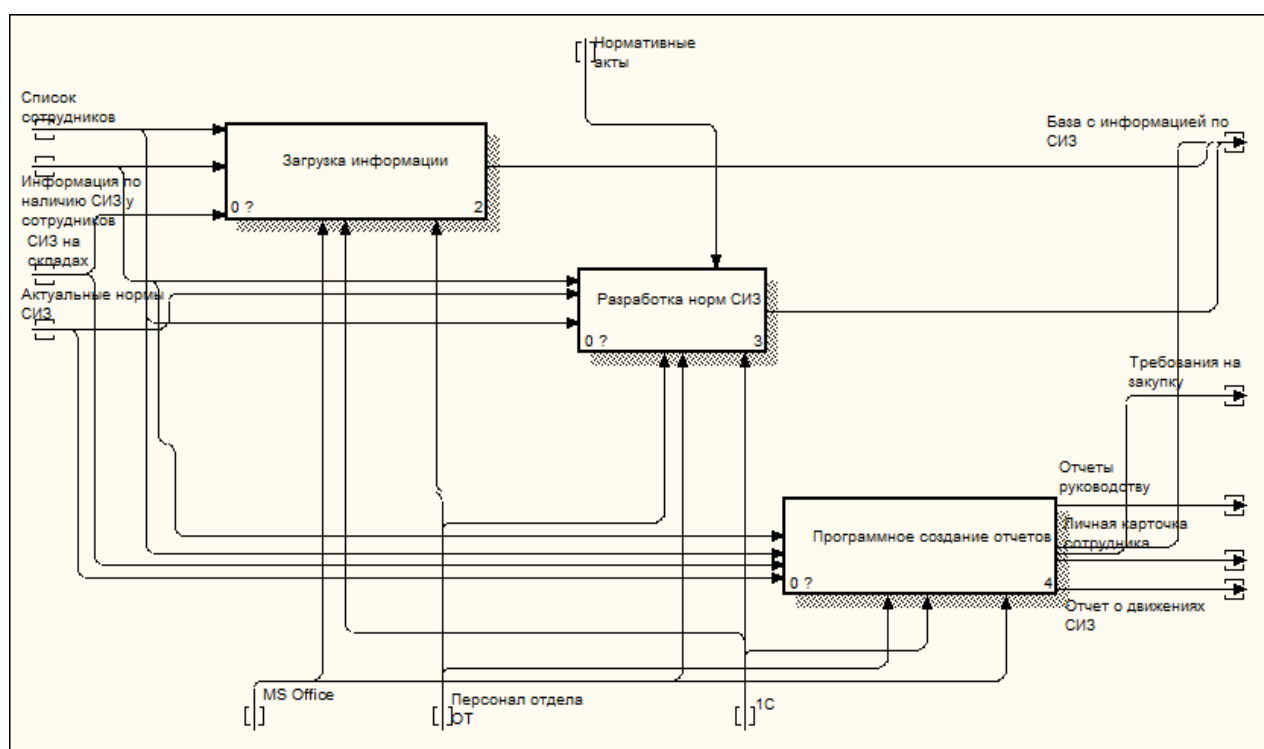 Нормативные
акты
Список
сотрудников
База с информацией по
СИЗ
Загрузка информации
0 ?
2
Информация по
наличию СИЗ у
сотрудников
СИЗ на
складах
Актуальные нормы
СИЗ
Разработка норм СИЗ
0 ?
3
Требования на
закупку
Отчеты
руководству
Программное создание отчетов
0 ?
4
Личная карточка
сотрудника
Отчет о движениях
СИЗ
MS Office
Персонал отдела
ОТ
1С